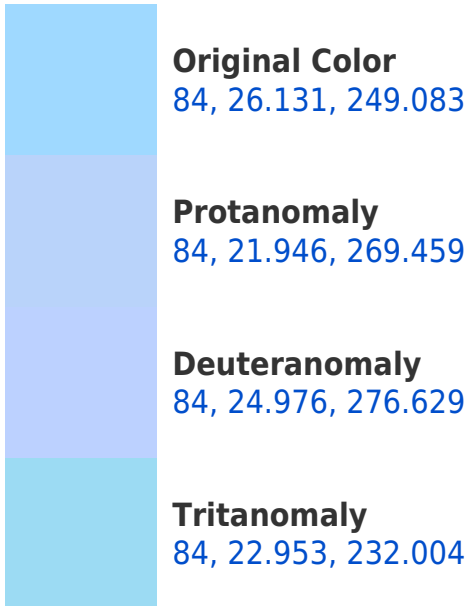 Original Color
84, 26.131, 249.083
Protanomaly
84, 21.946, 269.459
Deuteranomaly
84, 24.976, 276.629
Tritanomaly
84, 22.953, 232.004